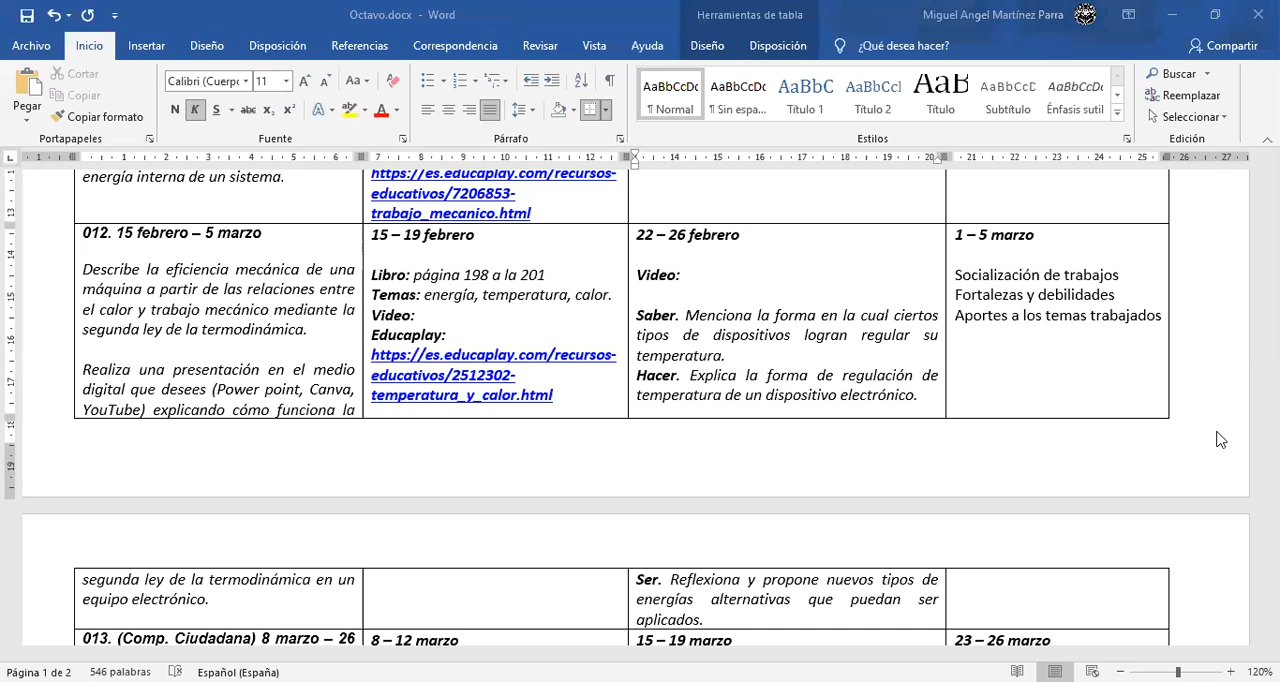 Octavo.docx - Word
Herramientas de tabla
Miguel Angel Martínez Parra
Archivo Inicio Insertar Diseño Disposición Referencias Correspondencia Revisar Vista Ayuda Diseño Disposición ¿Qué desea hacer? Compartir
Pegar
Cortar
Copiar
Copiar formato
Portapapeles
Calibri (Cuerpo 11
Fuente
Párrafo
AaBbCcDc AaBbCcDc AaBbC AaBbCcD AaB AaBbCcD AaBbCcDc
¶ Normal ¶ Sin espa... Título 1 Título 2 Título Subtítulo Énfasis sutil
Estilos
Buscar
Reemplazar
Seleccionar
Edición
energía interna de un sistema.
https://es.educaplay.com/recursos-
educativos/7206853-
trabajo_mecanico.html
012. 15 febrero – 5 marzo
Describe la eficiencia mecánica de una
máquina a partir de las relaciones entre
el calor y trabajo mecánico mediante la
segunda ley de la termodinámica.
Realiza una presentación en el medio
digital que desees (Power point, Canva,
YouTube) explicando cómo funciona la
15 – 19 febrero
Libro: página 198 a la 201
Temas: energía, temperatura, calor.
Video:
Educaplay:
https://es.educaplay.com/recursos-
educativos/2512302-
temperatura_y_calor.html
22 – 26 febrero
Video:
Saber. Menciona la forma en la cual ciertos
tipos de dispositivos logran regular su
temperatura.
Hacer. Explica la forma de regulación de
temperatura de un dispositivo electrónico.
1 – 5 marzo
Socialización de trabajos
Fortalezas y debilidades
Aportes a los temas trabajados
segunda ley de la termodinámica en un
equipo electrónico.
Ser. Reflexiona y propone nuevos tipos de
energías alternativas que puedan ser
aplicados.
013. (Comp. Ciudadana) 8 marzo – 26
8 – 12 marzo
15 – 19 marzo
23 – 26 marzo
Página 1 de 2 546 palabras Español (España) 120%